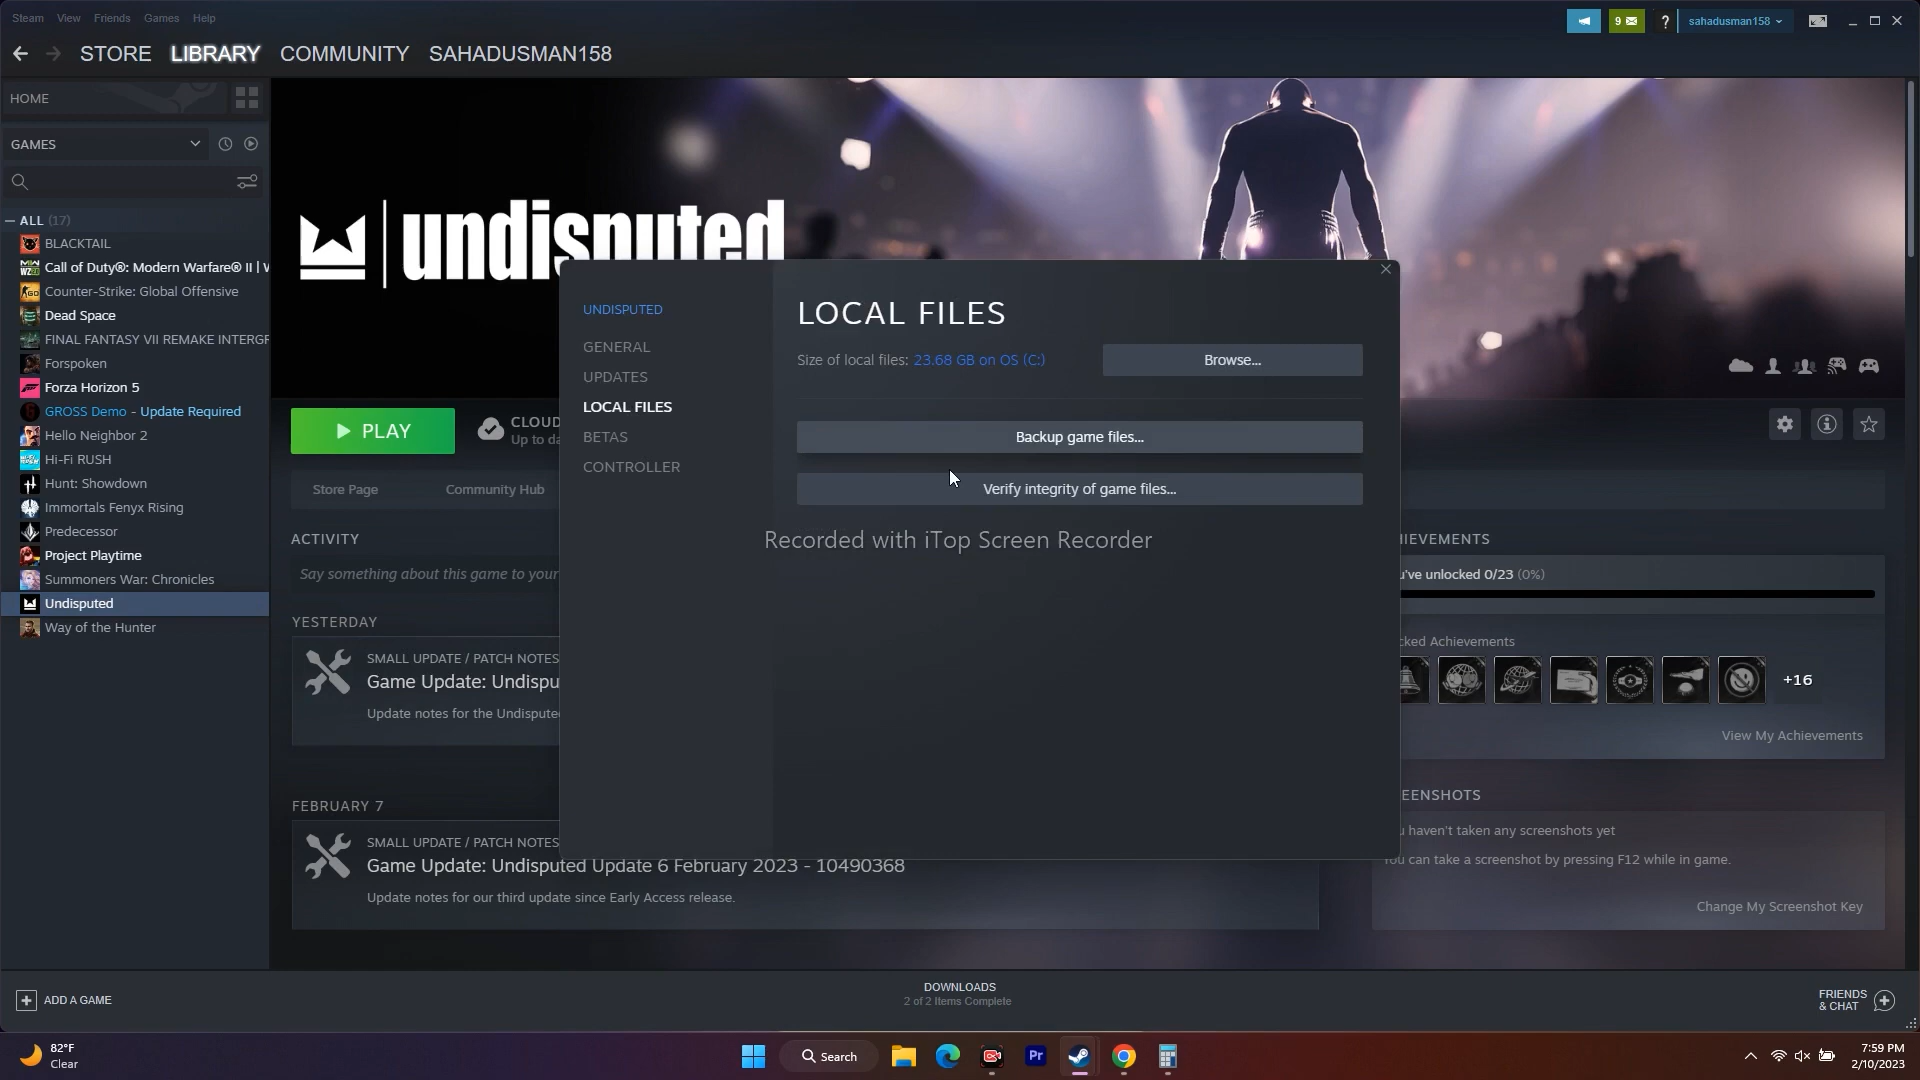 Steam View Friends Games Help
9
?
sahadusman158
STORE LIBRARY COMMUNITY SAHADUSMAN158
HOME
GAMES
ALL (17)
BLACKTAIL
Call of Duty®: Modern Warfare® II | W
Counter-Strike: Global Offensive
Dead Space
FINAL FANTASY VII REMAKE INTERGR
Forspoken
Forza Horizon 5
GROSS Demo - Update Required
Hello Neighbor 2
Hi-Fi RUSH
Hunt: Showdown
Immortals Fenyx Rising
Predecessor
Project Playtime
Summoners War: Chronicles
Undisputed
Way of the Hunter
undisputed
PLAY
CLOUD
Up to da
Store Page
Community Hub
ACTIVITY
Say something about this game to your
YESTERDAY
SMALL UPDATE / PATCH NOTES
Game Update: Undispu
Update notes for the Undisputed
FEBRUARY 7
SMALL UPDATE / PATCH NOTES
Game Update: Undisputed Update 6 February 2023 - 10490368
Update notes for our third update since Early Access release.
UNDISPUTED
GENERAL
UPDATES
LOCAL FILES
BETAS
CONTROLLER
LOCAL FILES
Size of local files: 23.68 GB on OS (C:)
Browse...
Backup game files...
Verify integrity of game files...
Recorded with iTop Screen Recorder
IEVEMENTS
u've unlocked 0/23 (0%)
cked Achievements
+16
View My Achievements
EENSHOTS
u haven't taken any screenshots yet
You can take a screenshot by pressing F12 while in game.
Change My Screenshot Key
ADD A GAME
DOWNLOADS
2 of 2 Items Complete
FRIENDS
& CHAT
82°F
Clear
Search
Pr
7:59 PM
2/10/2023